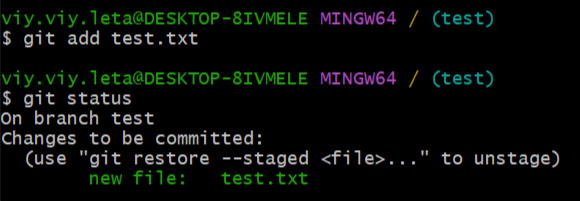 viy.viy.leta@DESKTOP-8IVMELE MINGW64 / (test)
$ git add test.txt
viy.viy.leta@DESKTOP-8IVMELE MINGW64 / (test)
$ git status
On branch test
Changes to be committed:
  (use "git restore --staged <file>..." to unstage)
        new file:   test.txt